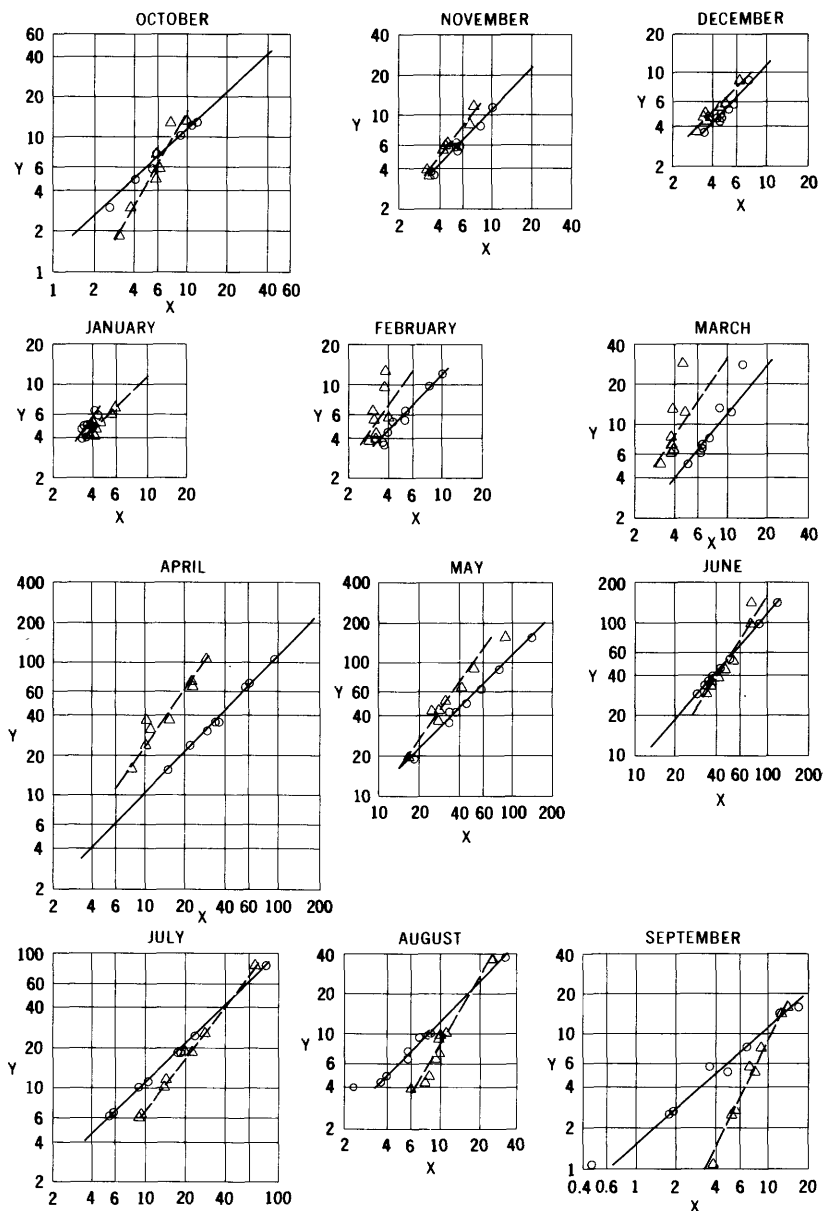 OCTOBER
60
40
20
10
Y
6
4
2
1
1 2 4 6 10 20 40 60
X
NOVEMBER
40
20
10
Y
6
4
2
2 4 6 10 20 40
X
DECEMBER
20
10
Y
6
4
2
2 4 6 10 20
X
JANUARY
20
10
Y
6
4
2
2 4 6 10 20
X
FEBRUARY
20
10
Y
6
4
2
2 4 6 10 20
X
MARCH
40
20
10
Y
6
4
2
2 4 6 10 20 40
X
APRIL
400
200
100
60
40
Y
20
10
6
4
2
2 4 6 10 20 40 60 100 200
X
MAY
400
200
100
Y
60
40
20
10
10 20 40 60 100 200
X
JUNE
200
100
Y
60
40
20
10
10 20 40 60 100 200
X
JULY
100
60
40
20
Y
10
6
4
2
2 4 6 10 20 40 60 100
X
AUGUST
40
20
10
Y
6
4
2
1
2 4 6 10 20 40
X
SEPTEMBER
40
20
10
Y
6
4
2
1
0.4 0.6 1 2 4 6 10 20
X